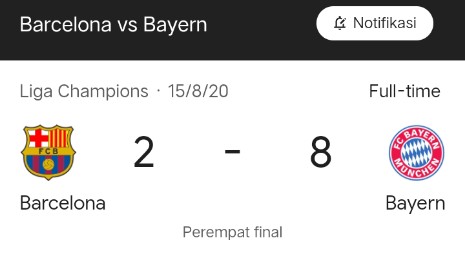 Barcelona vs Bayern
Notifikasi
Liga Champions · 15/8/20
Full-time
FCB
2 - 8
FC BAYERN
MÜNCHEN
Barcelona
Bayern
Perempat final